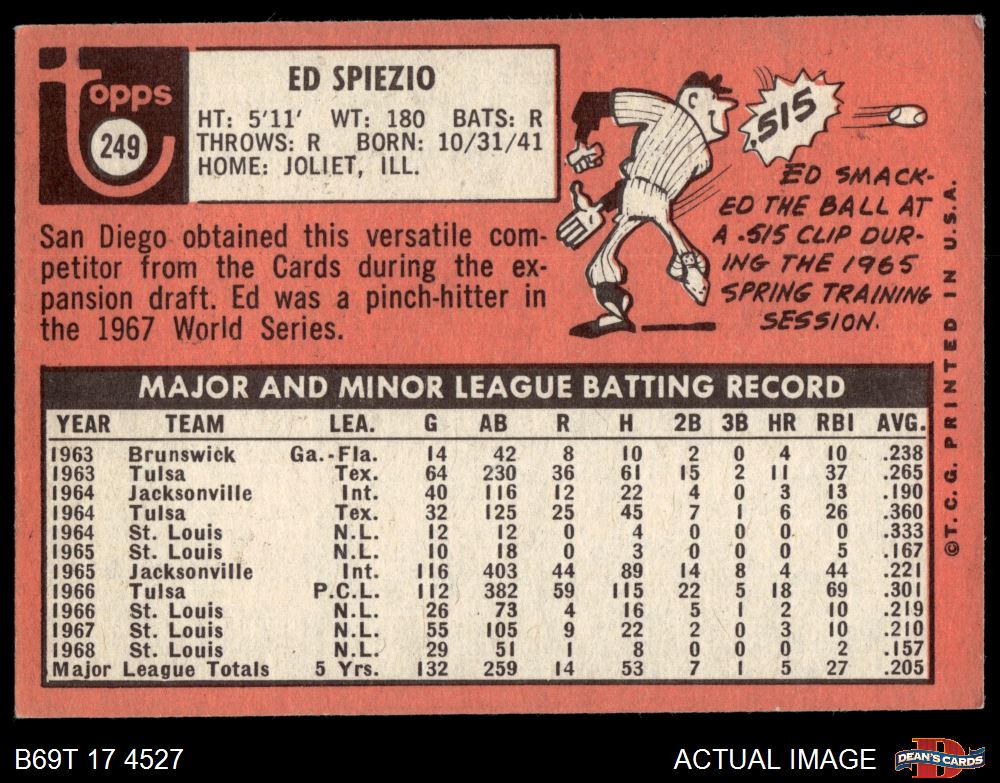 topps
249
ED SPIEZIO
HT: 5'11' WT: 180 BATS: R
THROWS: R BORN: 10/31/41
HOME: JOLIET, ILL.
San Diego obtained this versatile com-
petitor from the Cards during the ex-
pansion draft. Ed was a pinch-hitter in
the 1967 World Series.
.515
ED SMACK-
ED THE BALL AT
A .515 CLIP DUR-
ING THE 1965
SPRING TRAINING
SESSION.
MAJOR AND MINOR LEAGUE BATTING RECORD
YEAR TEAM LEA. G AB R H 2B 3B HR RBI AVG.
1963 Brunswick Ga.-Fla. 14 42 8 10 2 0 4 10 .238
1963 Tulsa Tex. 64 230 36 61 15 2 11 37 .265
1964 Jacksonville Int. 40 116 12 22 4 0 3 13 .190
1964 Tulsa Tex. 32 125 25 45 7 1 6 26 .360
1964 St. Louis N.L. 12 12 0 4 0 0 0 0 .333
1965 St. Louis N.L. 10 18 0 3 0 0 0 5 .167
1965 Jacksonville Int. 116 403 44 89 14 8 4 44 .221
1966 Tulsa P.C.L. 112 382 59 115 22 5 18 69 .301
1966 St. Louis N.L. 26 73 4 16 5 1 2 10 .219
1967 St. Louis N.L. 55 105 9 22 2 0 3 10 .210
1968 St. Louis N.L. 29 51 1 8 0 0 0 2 .157
Major League Totals 5 Yrs. 132 259 14 53 7 1 5 27 .205
©T.C.G. PRINTED IN U.S.A.
B69T 17 4527
ACTUAL IMAGE
D
DEAN'S CARDS